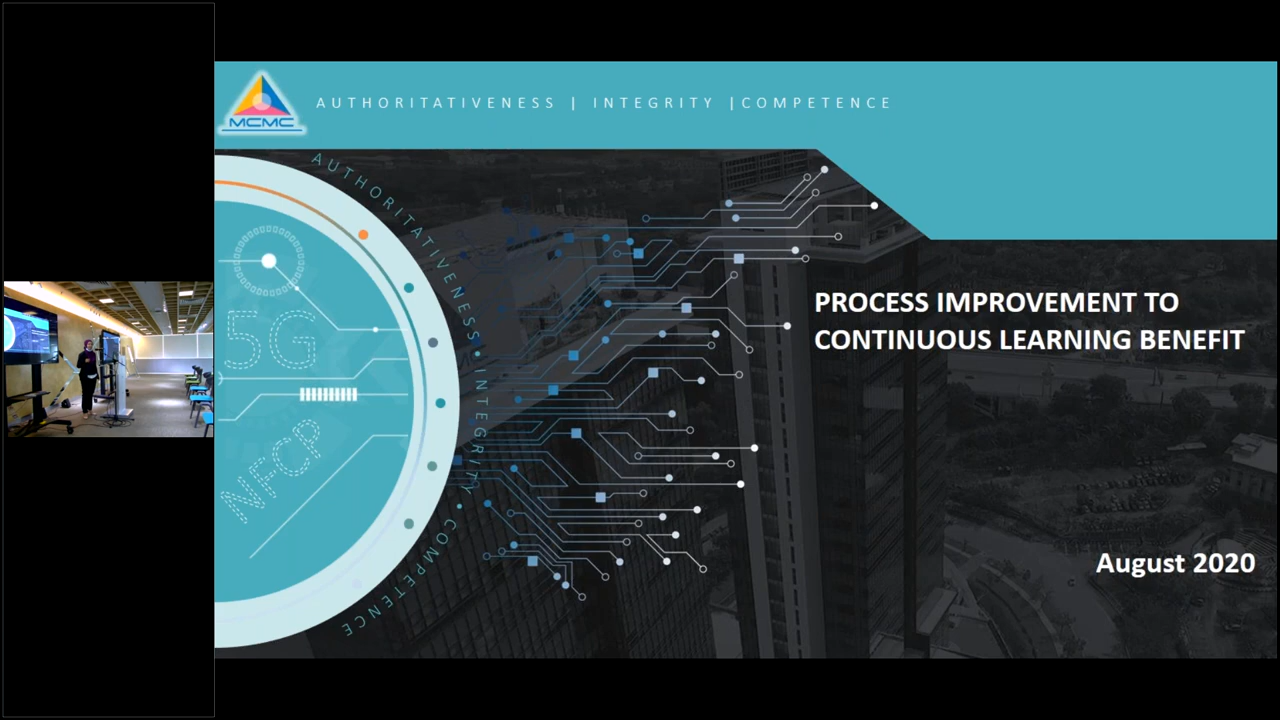 MCMC
AUTHORITATIVENESS | INTEGRITY |COMPETENCE
AUTHORITATIVENESS • INTEGRITY • COMPETENCE
5G
NFCP
PROCESS IMPROVEMENT TO
CONTINUOUS LEARNING BENEFIT
August 2020